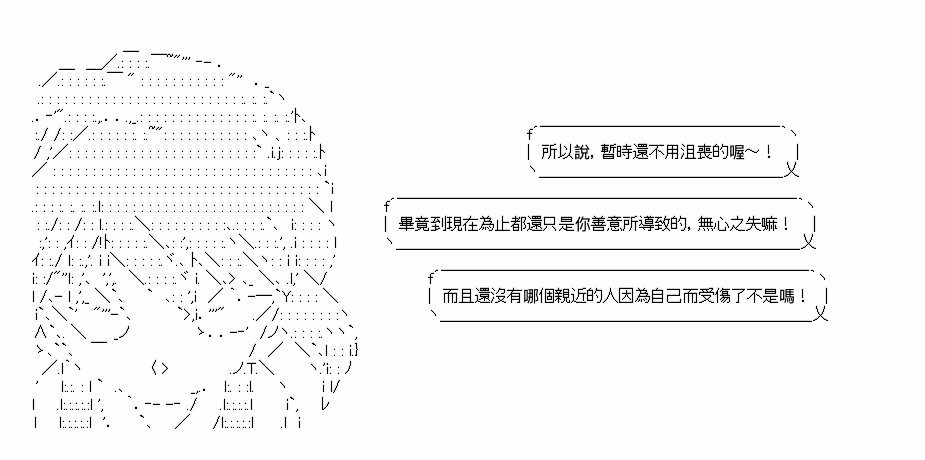 所以說，暫時還不用沮喪的喔～！
畢竟到現在為止都還只是你善意所導致的，無心之失嘛！
而且還沒有哪個親近的人因為自己而受傷了不是嗎！